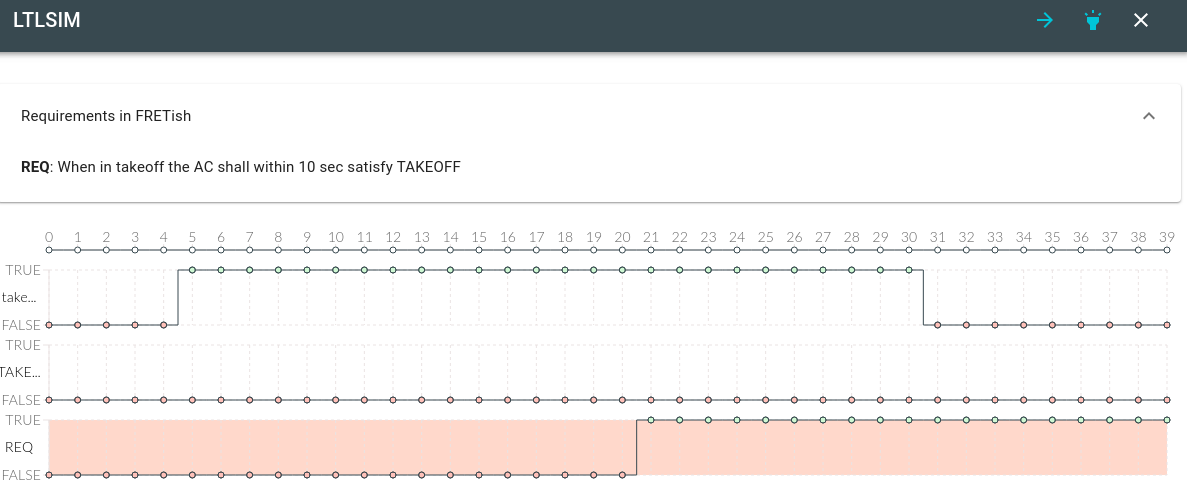 LTLSIM
Requirements in FRETish
REQ: When in takeoff the AC shall within 10 sec satisfy TAKEOFF
0 1 2 3 4 5 6 7 8 9 10 11 12 13 14 15 16 17 18 19 20 21 22 23 24 25 26 27 28 29 30 31 32 33 34 35 36 37 38 39
TRUE
take...
FALSE
TRUE
TAKE...
FALSE
TRUE
REQ
FALSE